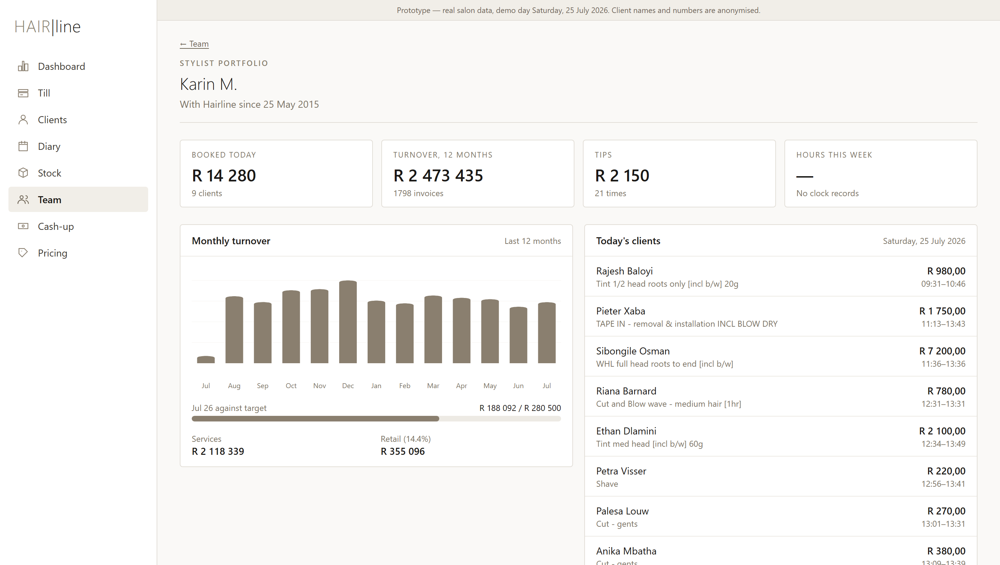 Prototype — real salon data, demo day Saturday, 25 July 2026. Client names and numbers are anonymised.
HAIR|line
Dashboard
Till
Clients
Diary
Stock
Team
Cash-up
Pricing
← Team
STYLIST PORTFOLIO
Karin M.
With Hairline since 25 May 2015
BOOKED TODAY
R 14 280
9 clients
TURNOVER, 12 MONTHS
R 2 473 435
1798 invoices
TIPS
R 2 150
21 times
HOURS THIS WEEK
—
No clock records
Monthly turnover
Last 12 months
Jul Aug Sep Oct Nov Dec Jan Feb Mar Apr May Jun Jul
Jul 26 against target
R 188 092 / R 280 500
Services
R 2 118 339
Retail (14.4%)
R 355 096
Today's clients
Saturday, 25 July 2026
Rajesh Baloyi
R 980,00
Tint 1/2 head roots only [incl b/w] 20g
09:31–10:46
Pieter Xaba
R 1 750,00
TAPE IN - removal & installation INCL BLOW DRY
11:13–13:43
Sibongile Osman
R 7 200,00
WHL full head roots to end [incl b/w]
11:36–13:36
Riana Barnard
R 780,00
Cut and Blow wave - medium hair [1hr]
12:31–13:31
Ethan Dlamini
R 2 100,00
Tint med head [incl b/w] 60g
12:34–13:49
Petra Visser
R 220,00
Shave
12:56–13:41
Palesa Louw
R 270,00
Cut - gents
13:01–13:31
Anika Mbatha
R 380,00
Cut - gents
13:09–13:39